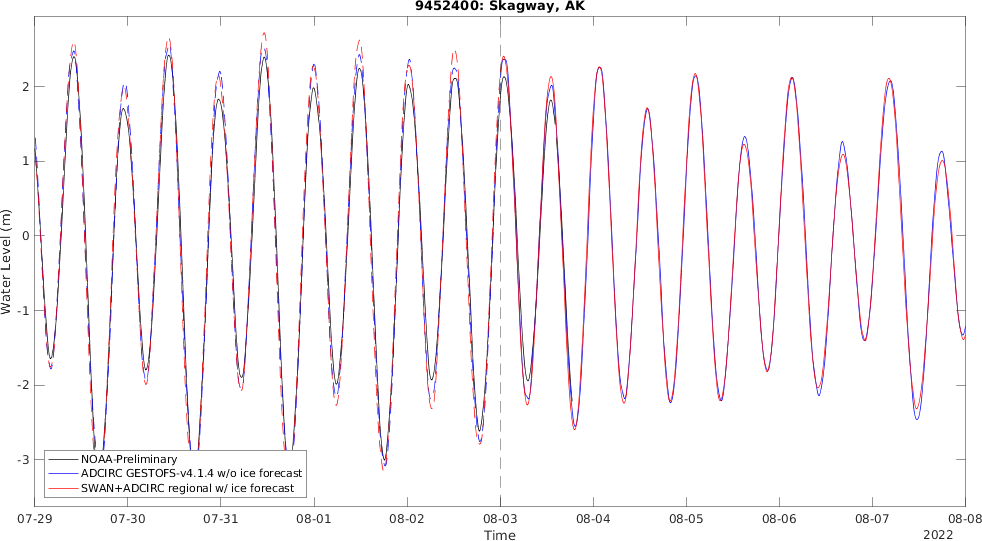 9452400: Skagway, AK
Water Level (m)
2
1
0
-1
-2
-3
NOAA-Preliminary
ADCIRC GESTOFS-v4.1.4 w/o ice forecast
SWAN+ADCIRC regional w/ ice forecast
07-29 07-30 07-31 08-01 08-02 08-03 08-04 08-05 08-06 08-07 08-08
Time
2022